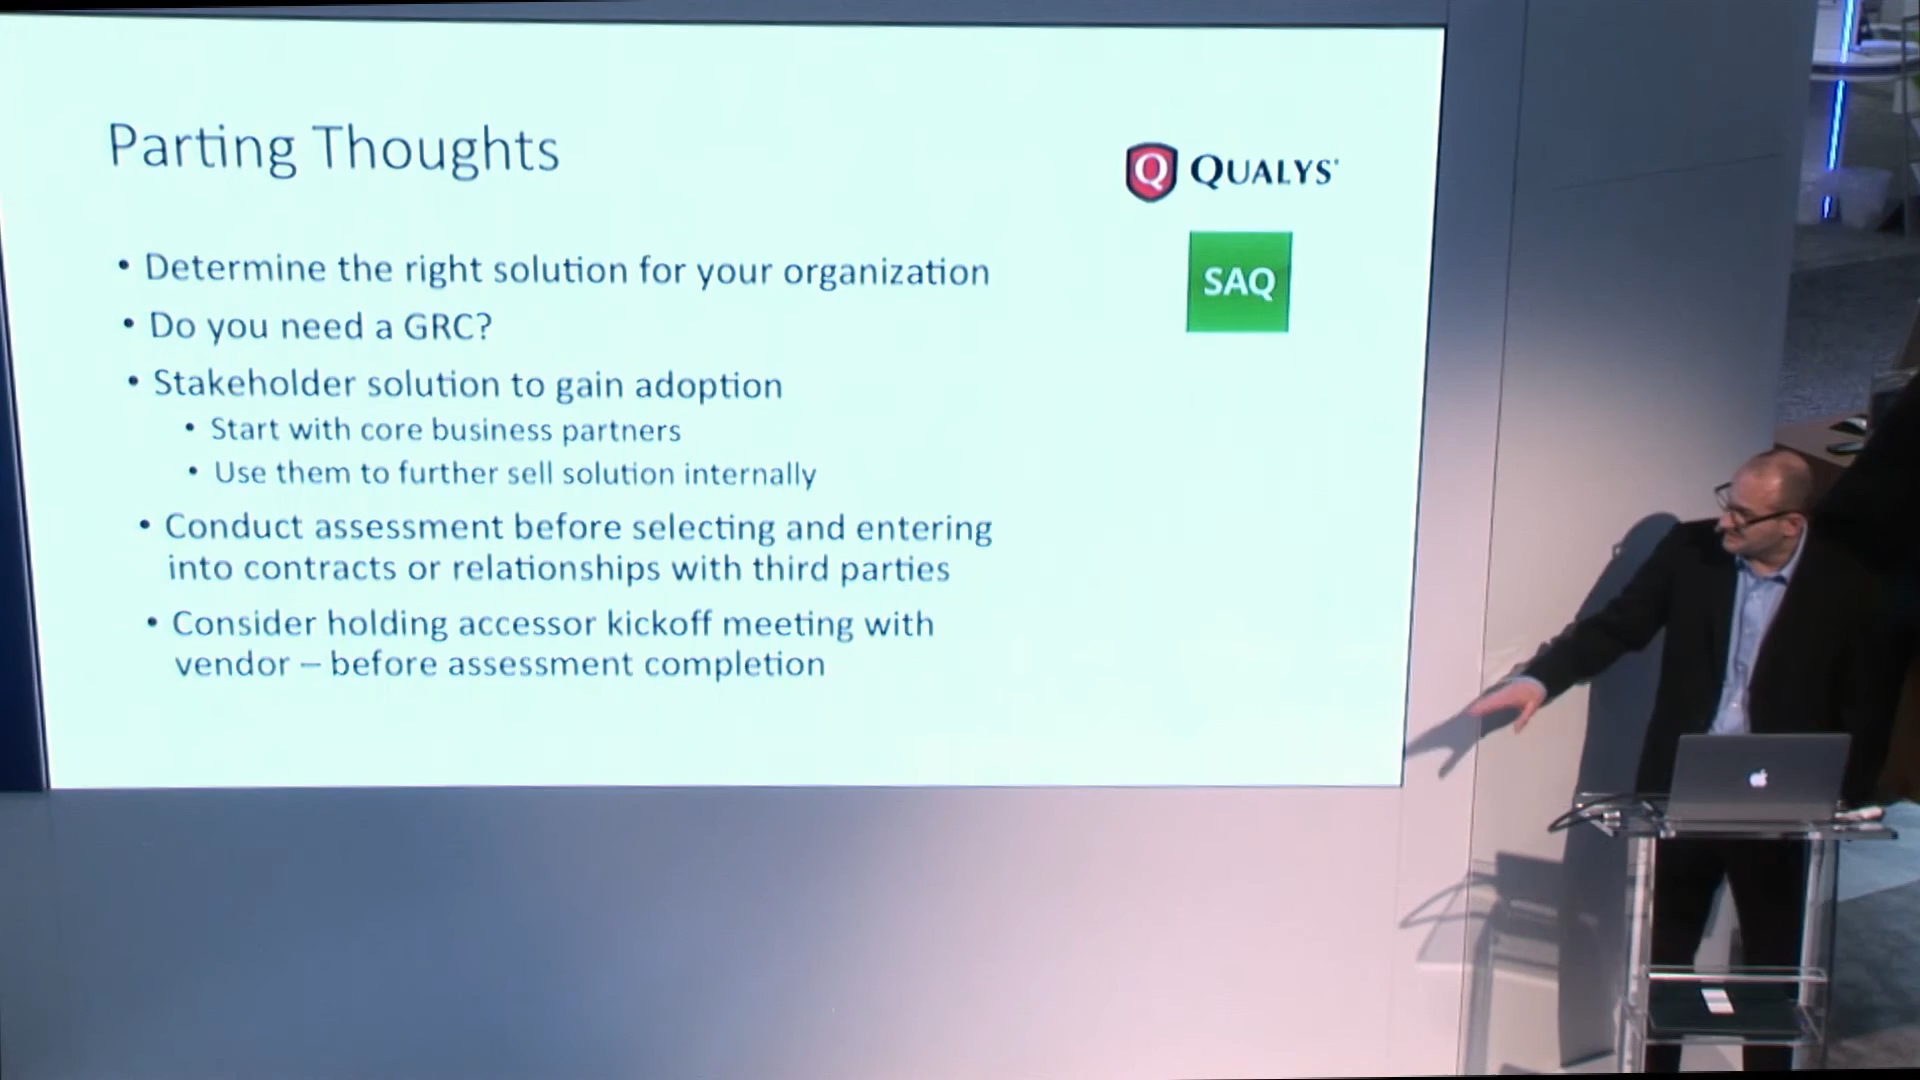 Parting Thoughts
QUALYS
SAQ
• Determine the right solution for your organization
• Do you need a GRC?
• Stakeholder solution to gain adoption
• Start with core business partners
• Use them to further sell solution internally
• Conduct assessment before selecting and entering
into contracts or relationships with third parties
• Consider holding accessor kickoff meeting with
vendor – before assessment completion